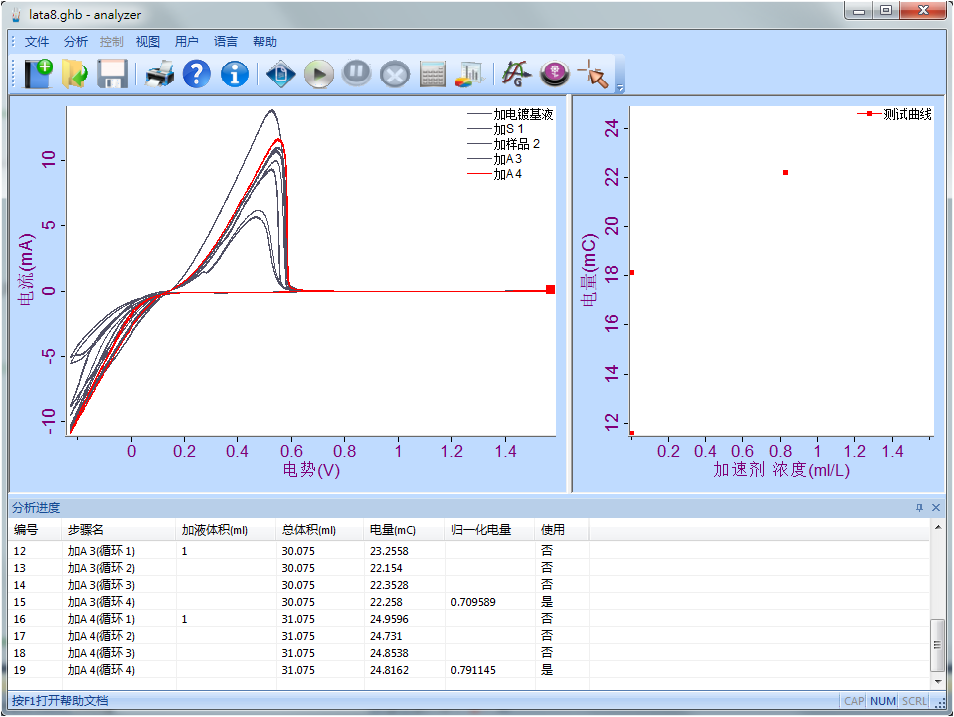 lata8.ghb - analyzer
文件 分析 控制 视图 用户 语言 帮助
加电镀基液
加S 1
加样品 2
加A 3
加A 4
10
5
0
-5
-10
电流(mA)
0 0.2 0.4 0.6 0.8 1 1.2 1.4
电势(V)
测试曲线
24
22
20
18
16
14
12
电量(mC)
0.2 0.4 0.6 0.8 1 1.2 1.4
加速剂 浓度(ml/L)
分析进度
编号 步骤名 加液体积(ml) 总体积(ml) 电量(mC) 归一化电量 使用
12 加A 3(循环 1) 1 30.075 23.2558 否
13 加A 3(循环 2) 30.075 22.154 否
14 加A 3(循环 3) 30.075 22.3528 否
15 加A 3(循环 4) 30.075 22.258 0.709589 是
16 加A 4(循环 1) 1 31.075 24.9596 否
17 加A 4(循环 2) 31.075 24.731 否
18 加A 4(循环 3) 31.075 24.8538 否
19 加A 4(循环 4) 31.075 24.8162 0.791145 是
按F1打开帮助文档 CAP NUM SCRL